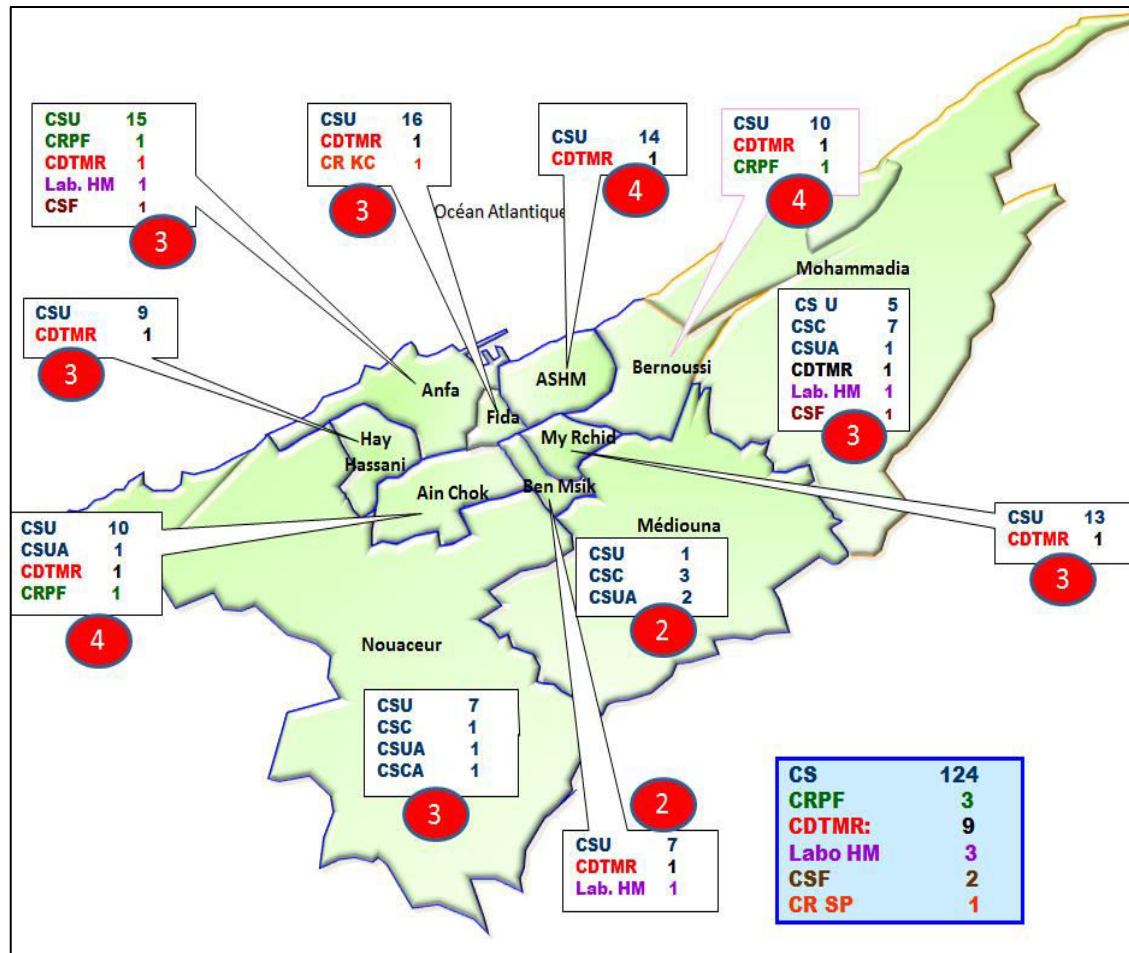 CSU 15
CRPF 1
CDTMR 1
Lab. HM 1
CSF 1
3
CSU 16
CDTMR 1
CR KC 1
3
Océan Atlantique
CSU 14
CDTMR 1
4
CSU 10
CDTMR 1
CRPF 1
4
Mohammadia
CS U 5
CSC 7
CSUA 1
CDTMR 1
Lab. HM 1
CSF 1
3
CSU 9
CDTMR 1
3
Anfa
Fida
ASHM
Bernoussi
Hay
Hassani
My Rchid
Ain Chok
Ben Msik
Médiouna
CSU 10
CSUA 1
CDTMR 1
CRPF 1
4
CSU 1
CSC 3
CSUA 2
2
CSU 13
CDTMR 1
3
Nouaceur
CSU 7
CSC 1
CSUA 1
CSCA 1
3
2
CSU 7
CDTMR 1
Lab. HM 1
CS 124
CRPF 3
CDTMR: 9
Labo HM 3
CSF 2
CR SP 1